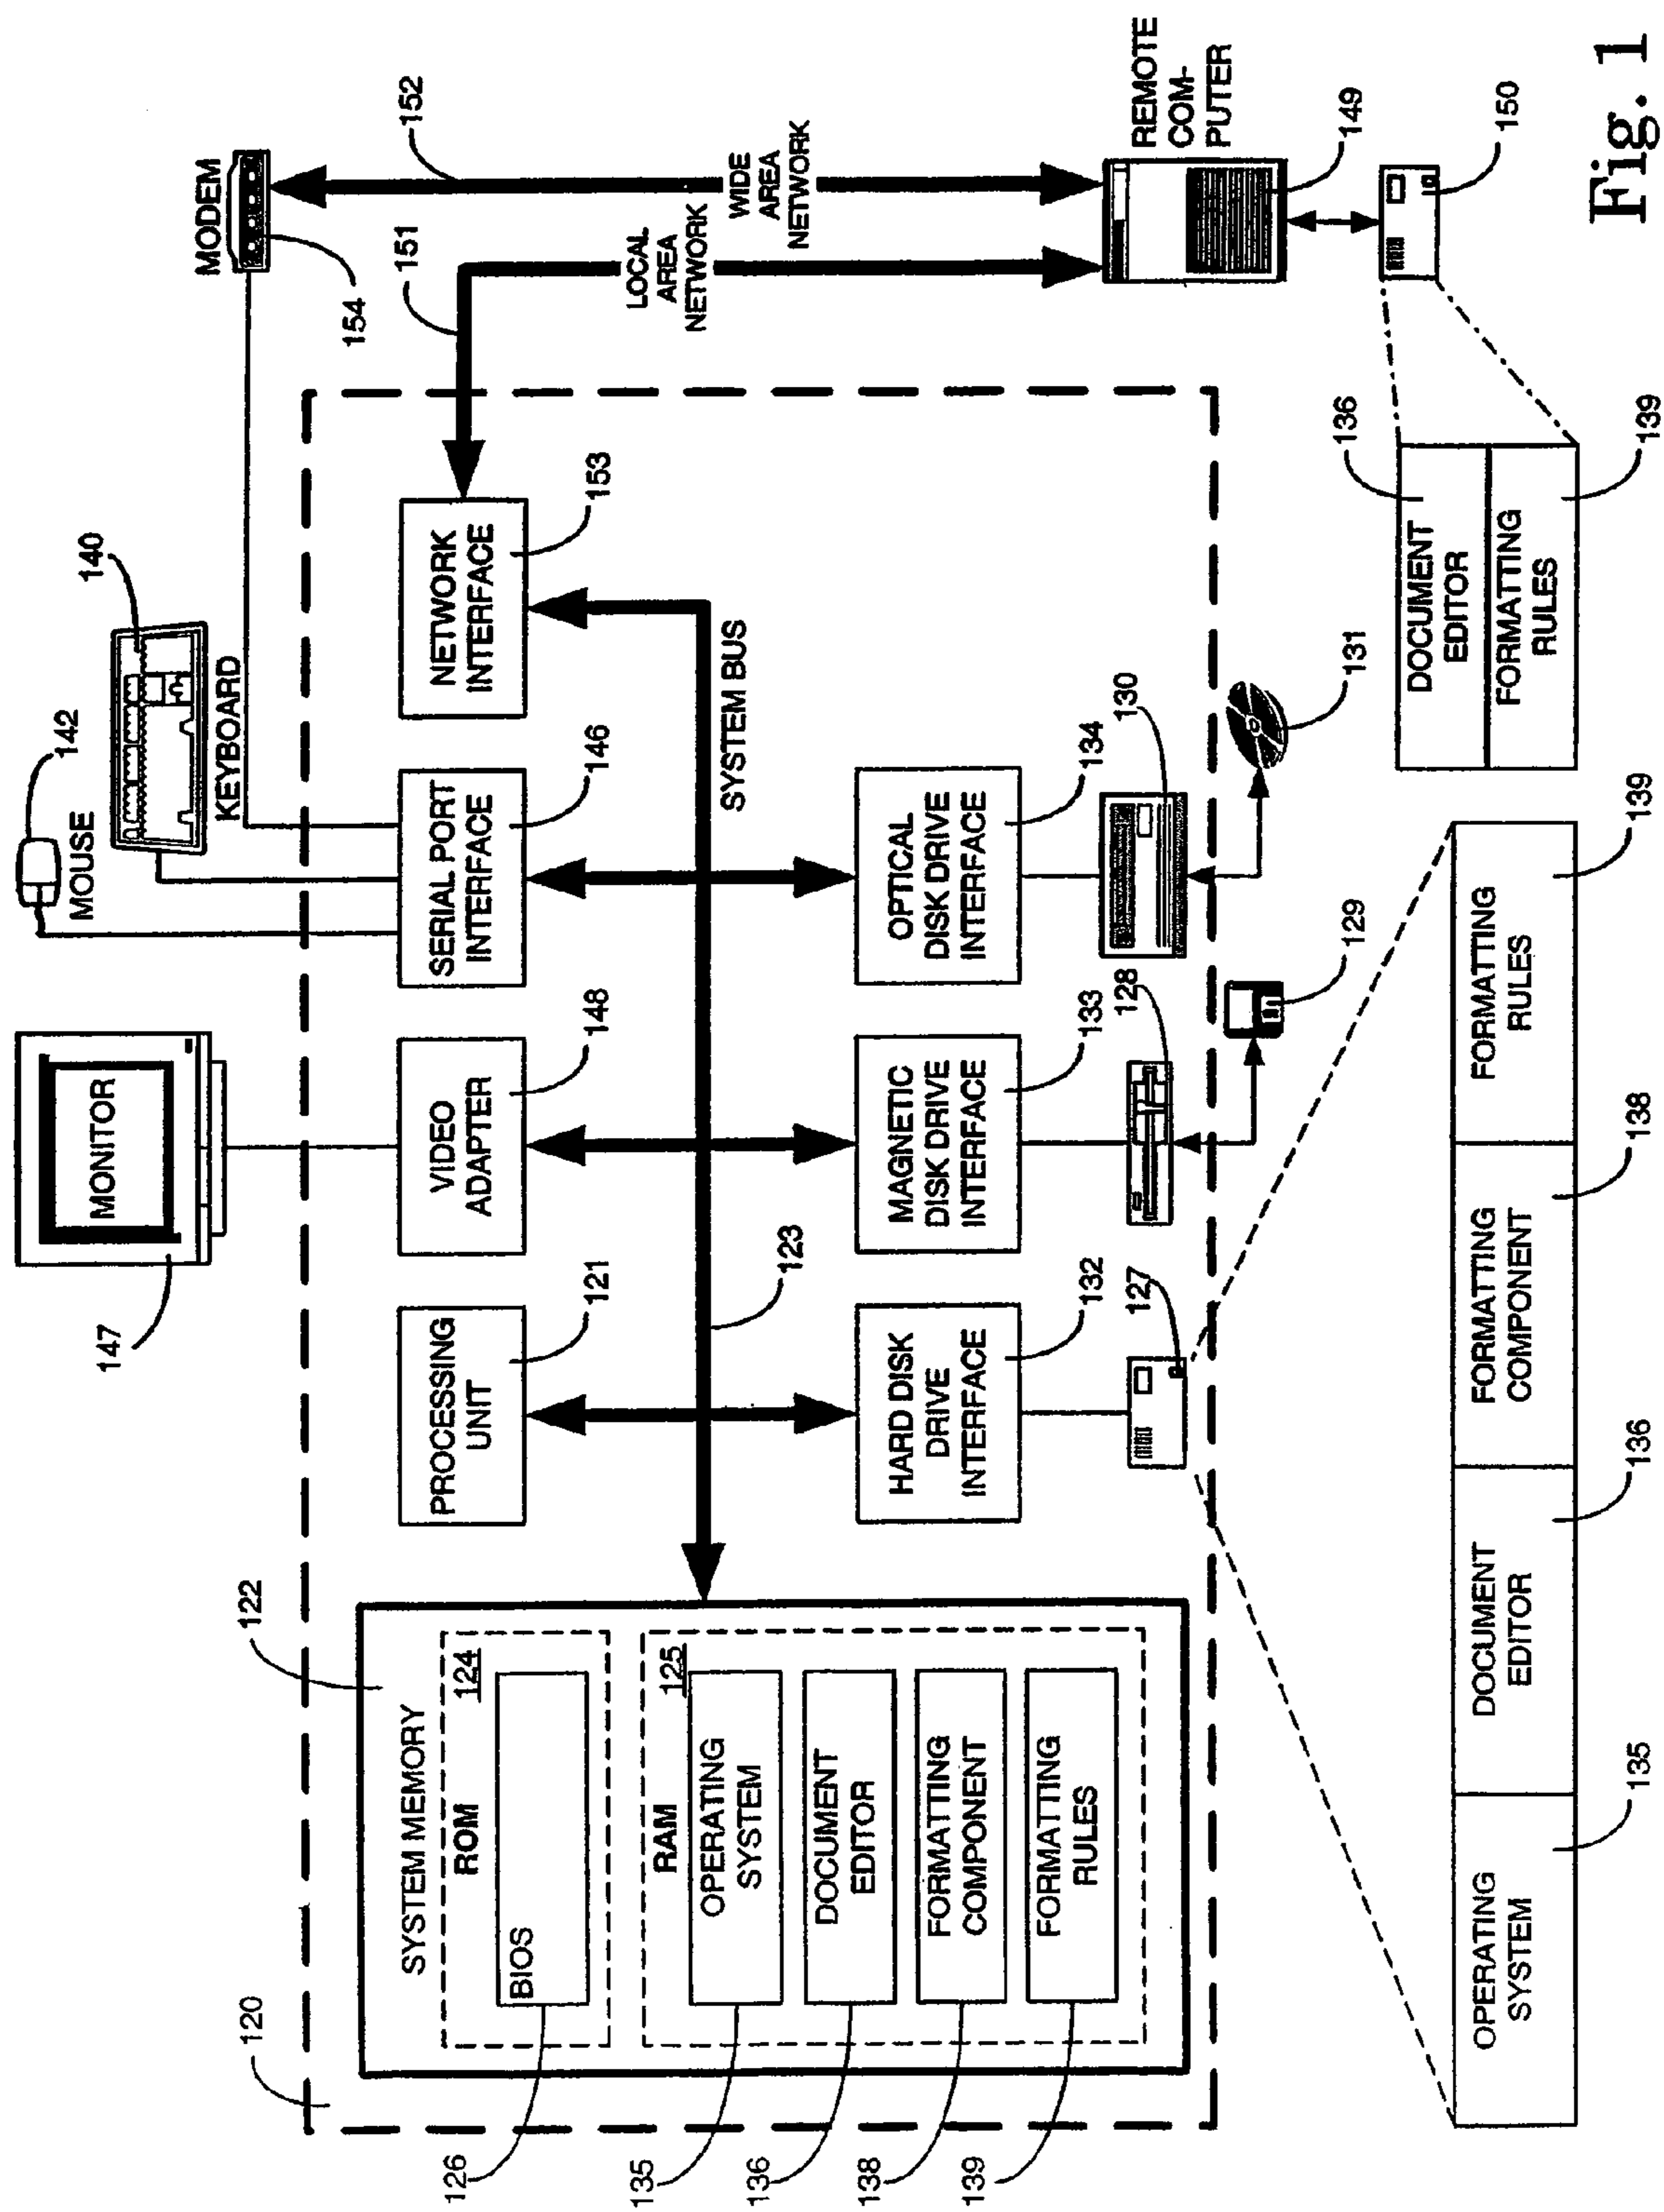 MONITOR
147
MOUSE
142
KEYBOARD
140
MODEM
154
120
122
SYSTEM MEMORY
ROM
124
BIOS
126
RAM
125
OPERATING
SYSTEM
135
DOCUMENT
EDITOR
136
FORMATTING
COMPONENT
138
FORMATTING
RULES
139
PROCESSING
UNIT
121
VIDEO
ADAPTER
148
SERIAL PORT
INTERFACE
146
NETWORK
INTERFACE
153
151
152
LOCAL
AREA
NETWORK
WIDE
AREA
NETWORK
123
SYSTEM BUS
HARD DISK
DRIVE
INTERFACE
132
MAGNETIC
DISK DRIVE
INTERFACE
133
OPTICAL
DISK DRIVE
INTERFACE
134
127
128
130
129
131
REMOTE
COM-
PUTER
149
150
DOCUMENT
EDITOR
136
FORMATTING
RULES
139
OPERATING
SYSTEM
135
DOCUMENT
EDITOR
136
FORMATTING
COMPONENT
138
FORMATTING
RULES
139
Fig. 1